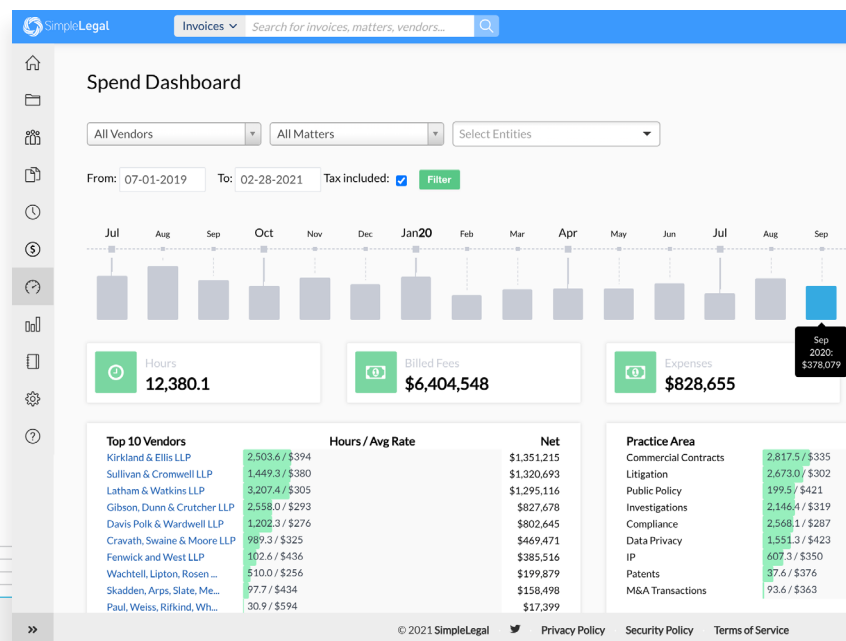 SimpleLegal Invoices Search for invoices, matters, vendors...
Spend Dashboard
All Vendors All Matters Select Entities
From: 07-01-2019 To: 02-28-2021 Tax included: Filter
Jul Aug Sep Oct Nov Dec Jan20 Feb Mar Apr May Jun Jul Aug Sep
Sep
2020:
$378,079
Hours
12,380.1
Billed Fees
$6,404,548
Expenses
$828,655
Top 10 Vendors Hours / Avg Rate Net
Kirkland & Ellis LLP 2,503.6 / $394 $1,351,215
Sullivan & Cromwell LLP 1,449.3 / $380 $1,320,693
Latham & Watkins LLP 3,207.4 / $305 $1,295,116
Gibson, Dunn & Crutcher LLP 2,558.0 / $293 $827,678
Davis Polk & Wardwell LLP 1,202.3 / $276 $802,645
Cravath, Swaine & Moore LLP 989.3 / $325 $469,471
Fenwick and West LLP 102.6 / $436 $385,516
Wachtell, Lipton, Rosen ... 510.0 / $256 $199,879
Skadden, Arps, Slate, Me... 97.7 / $434 $158,498
Paul, Weiss, Rifkind, Wh... 30.9 / $594 $17,399
Practice Area
Commercial Contracts 2,817.5 / $335
Litigation 2,673.0 / $302
Public Policy 199.5 / $421
Investigations 2,146.4 / $319
Compliance 2,568.1 / $287
Data Privacy 1,551.3 / $423
IP 607.3 / $350
Patents 37.6 / $376
M&A Transactions 93.6 / $363
© 2021 SimpleLegal Privacy Policy Security Policy Terms of Service